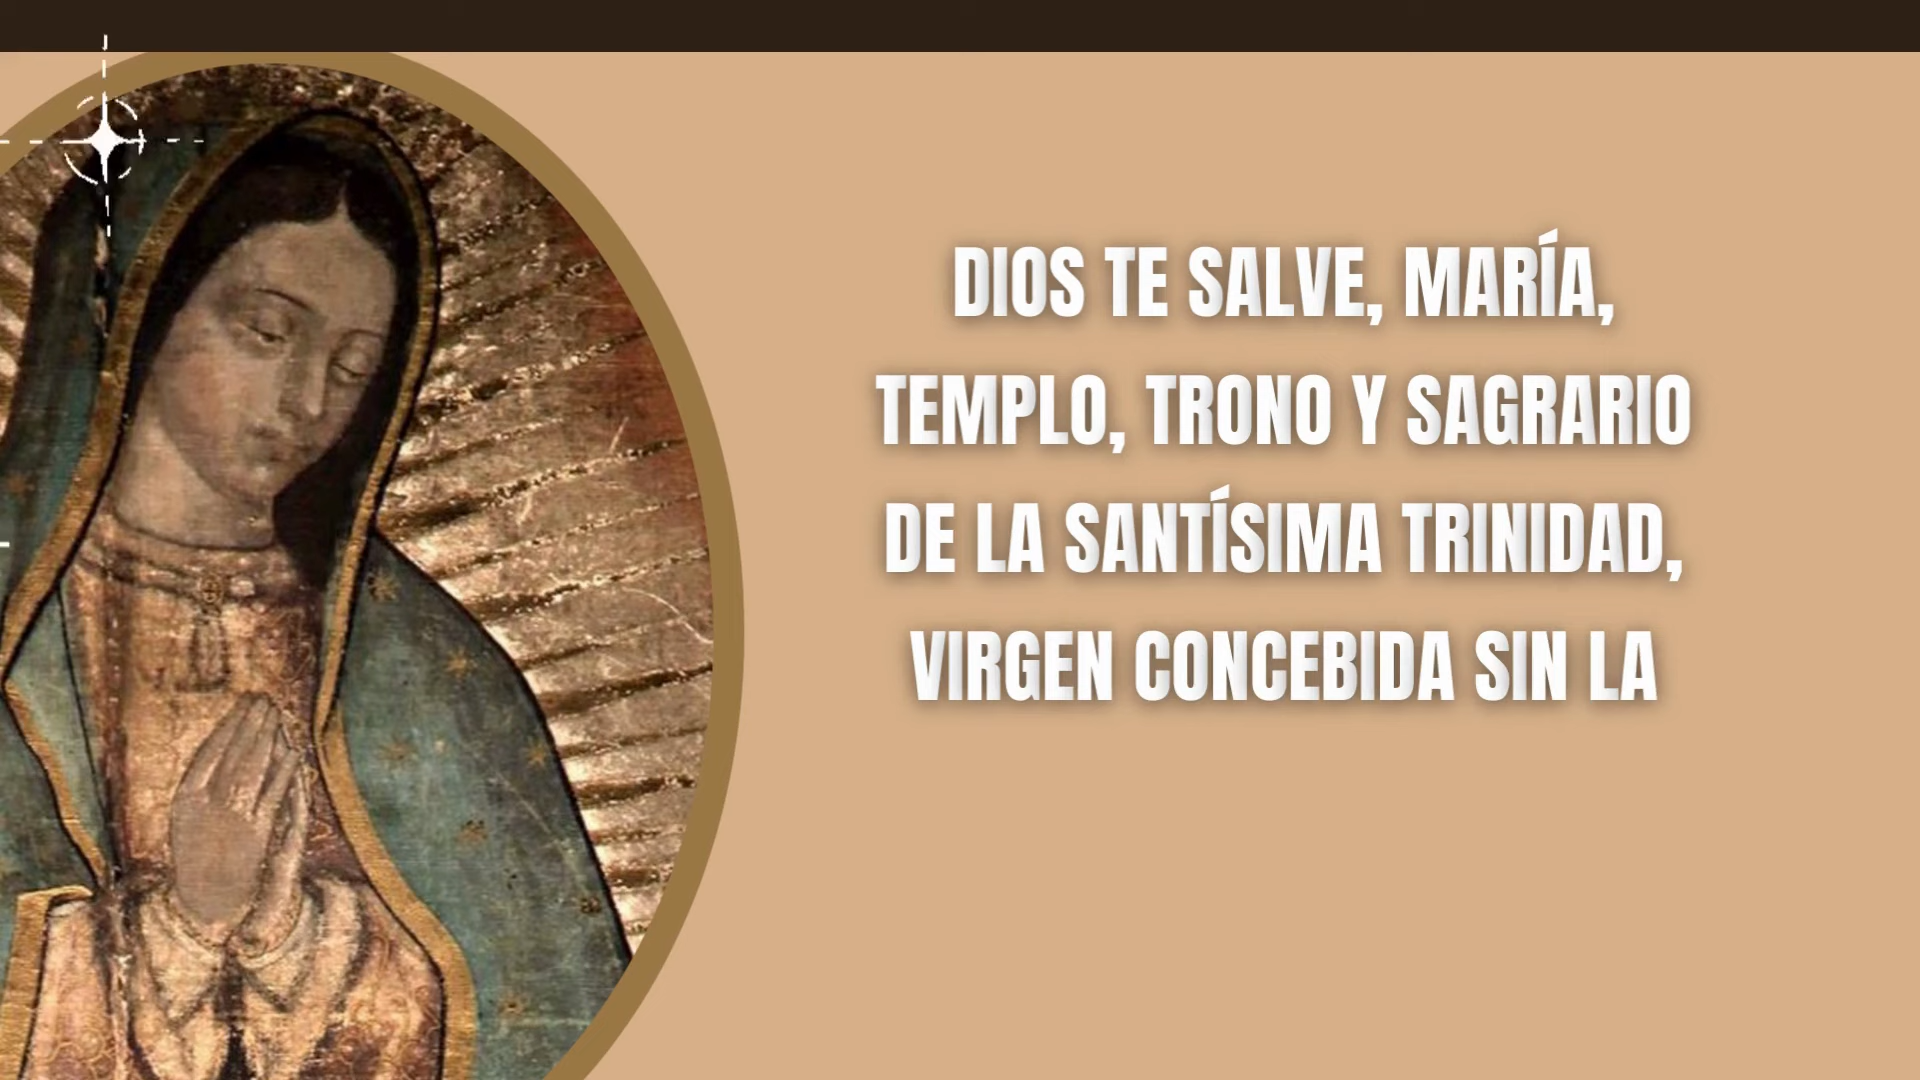 DIOS TE SALVE, MARÍA,
TEMPLO, TRONO Y SAGRARIO
DE LA SANTÍSIMA TRINIDAD,
VIRGEN CONCEBIDA SIN LA